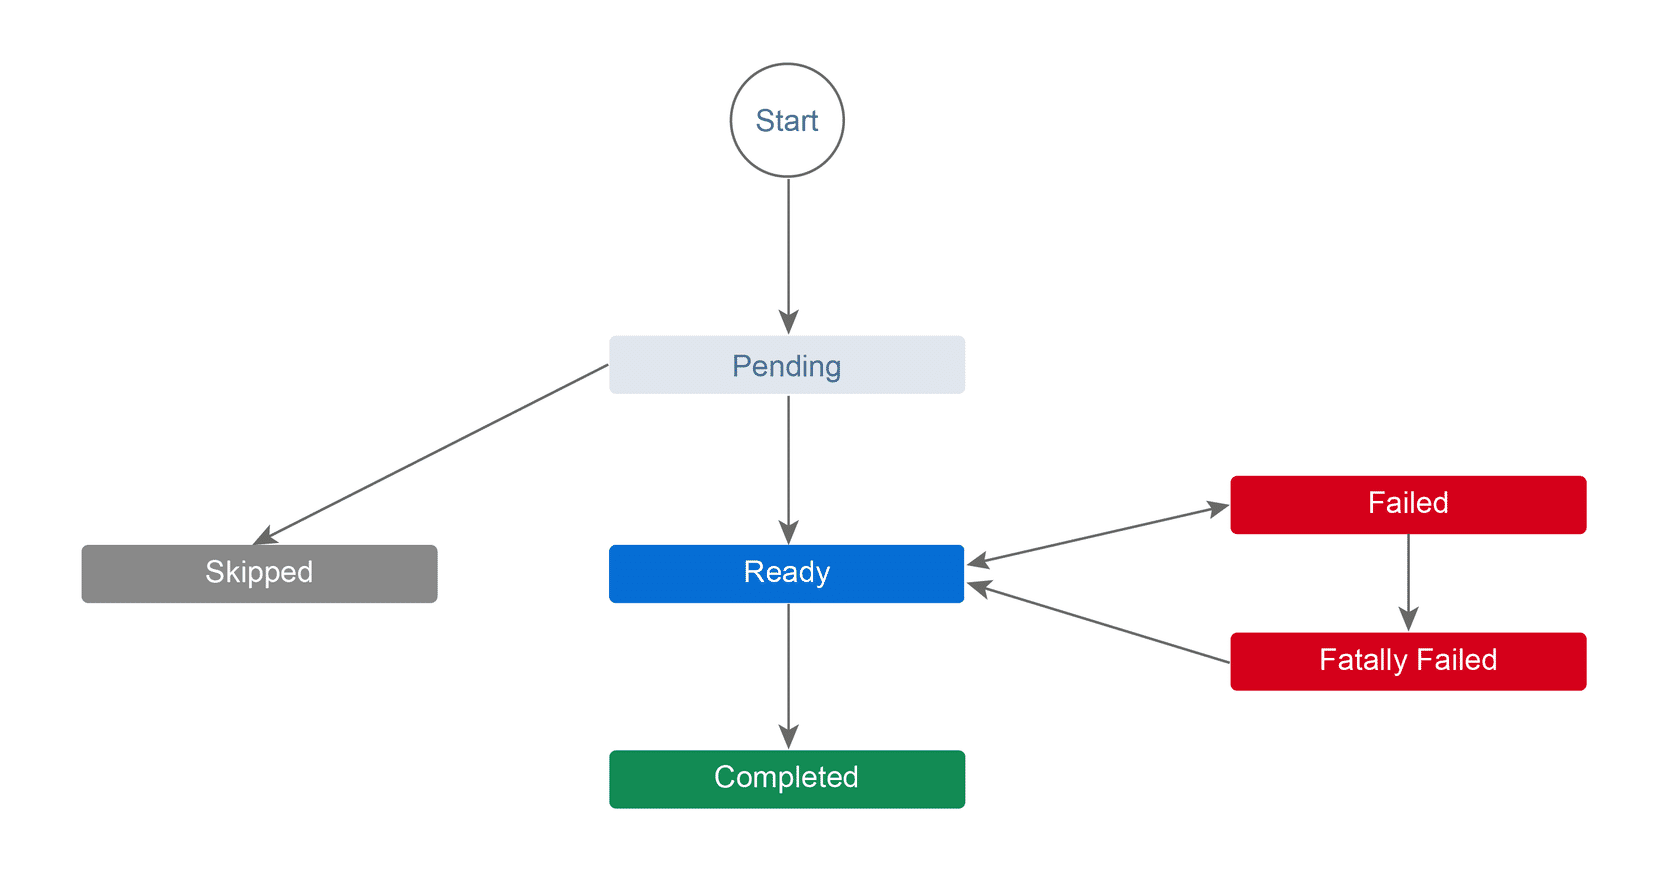 Start
Pending
Failed
Skipped
Ready
Fatally Failed
Completed